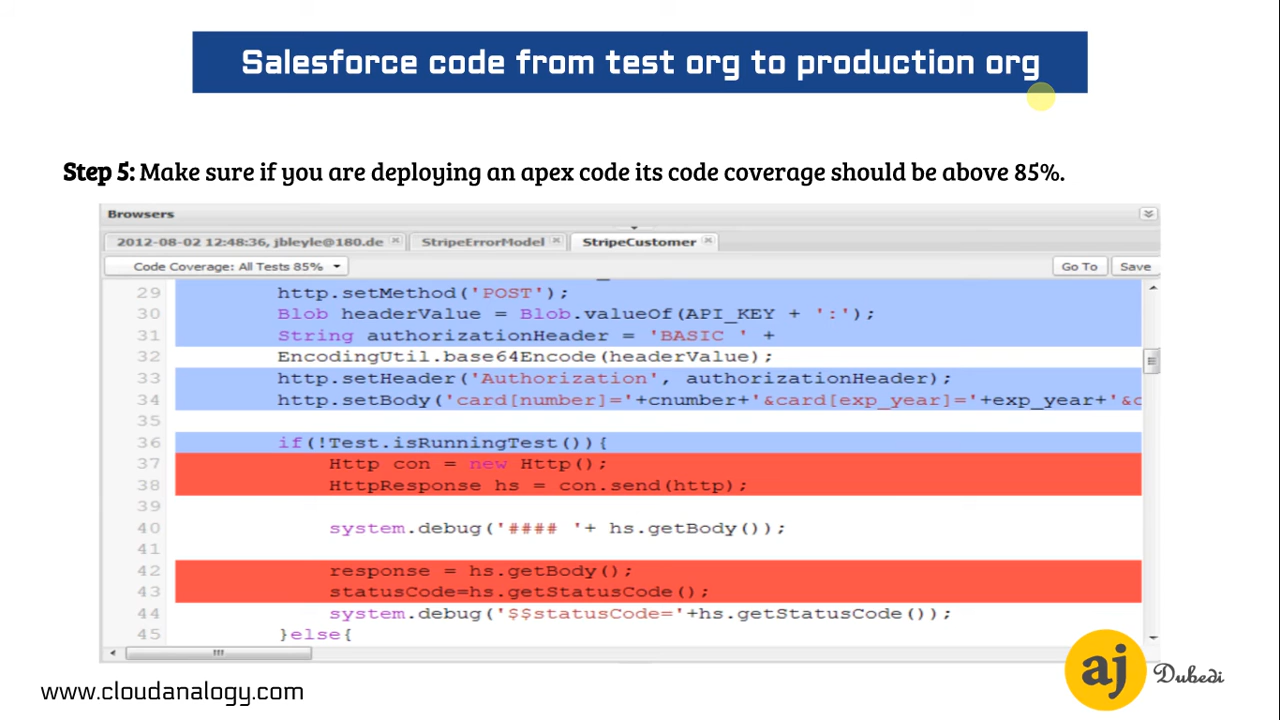 Salesforce code from test org to production org
Step 5: Make sure if you are deploying an apex code its code coverage should be above 85%.
Browsers
2012-08-02 12:48:36, jbleyle@180.de StripeErrorModel StripeCustomer
Code Coverage: All Tests 85% Go To Save
29 http.setMethod('POST');
30 Blob headerValue = Blob.valueOf(API_KEY + ':');
31 String authorizationHeader = 'BASIC ' +
32 EncodingUtil.base64Encode(headerValue);
33 http.setHeader('Authorization', authorizationHeader);
34 http.setBody('card[number]='+cnumber+'&card[exp_year]='+exp_year+'&c
35
36 if(!Test.isRunningTest()){
37 Http con = new Http();
38 HttpResponse hs = con.send(http);
39
40 system.debug('#### '+ hs.getBody());
41
42 response = hs.getBody();
43 statusCode=hs.getStatusCode();
44 system.debug('$$statusCode='+hs.getStatusCode());
45 }else{
aj Dubedi
www.cloudanalogy.com